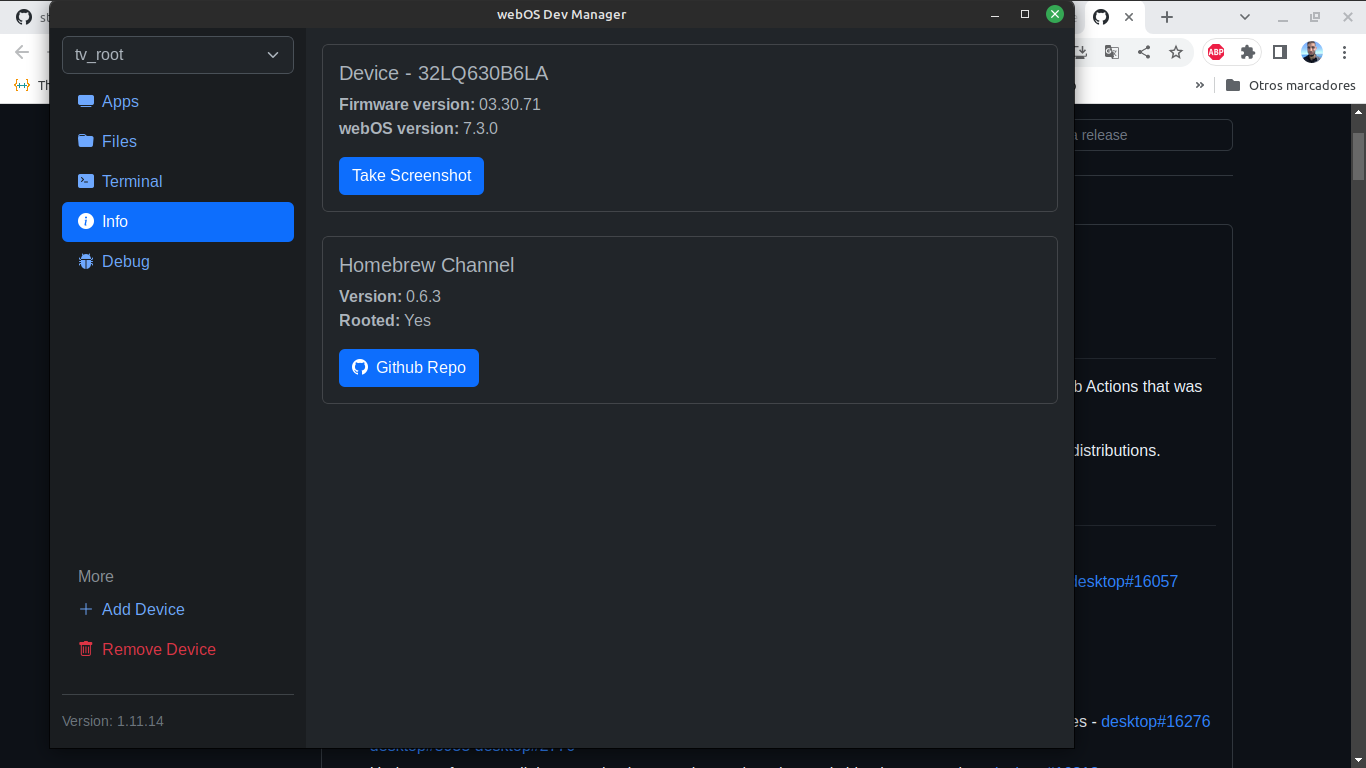 webOS Dev Manager
tv_root
Apps
Files
Terminal
Info
Debug
More
Add Device
Remove Device
Version: 1.11.14
Device - 32LQ630B6LA
Firmware version: 03.30.71
webOS version: 7.3.0
Take Screenshot
Homebrew Channel
Version: 0.6.3
Rooted: Yes
Github Repo
ABP
» Otros marcadores
a release
b Actions that was
distributions.
desktop#16057
es - desktop#16276